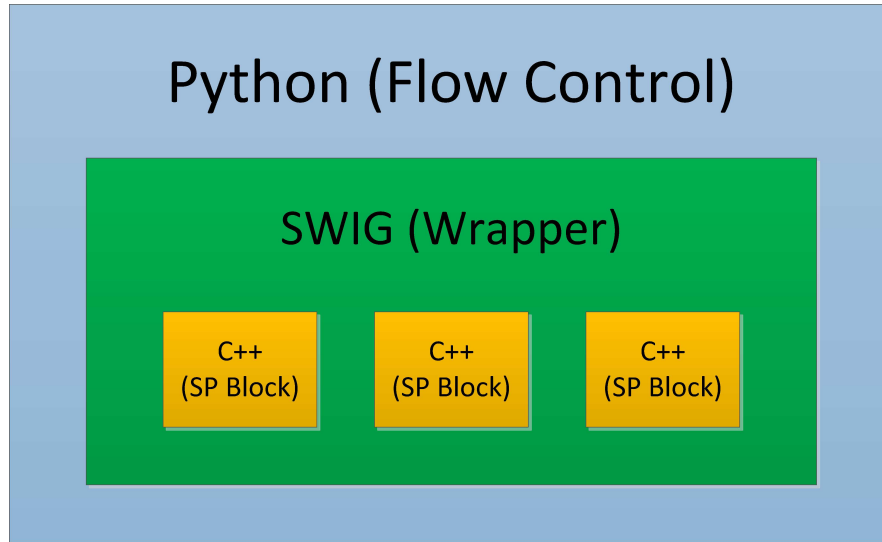 Python (Flow Control)
SWIG (Wrapper)
C++
(SP Block)
C++
(SP Block)
C++
(SP Block)